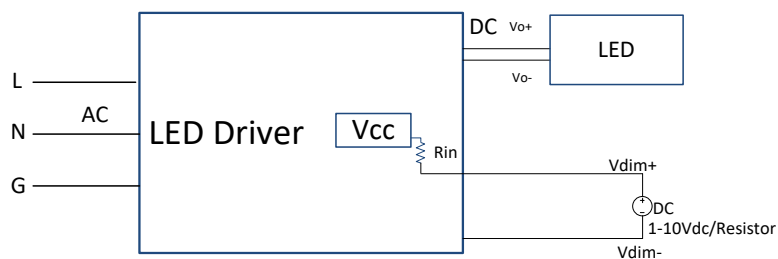 DC Vo+
LED
Vo-
L
N AC
G
LED Driver
Vcc
Rin
Vdim+
DC
1-10Vdc/Resistor
Vdim-